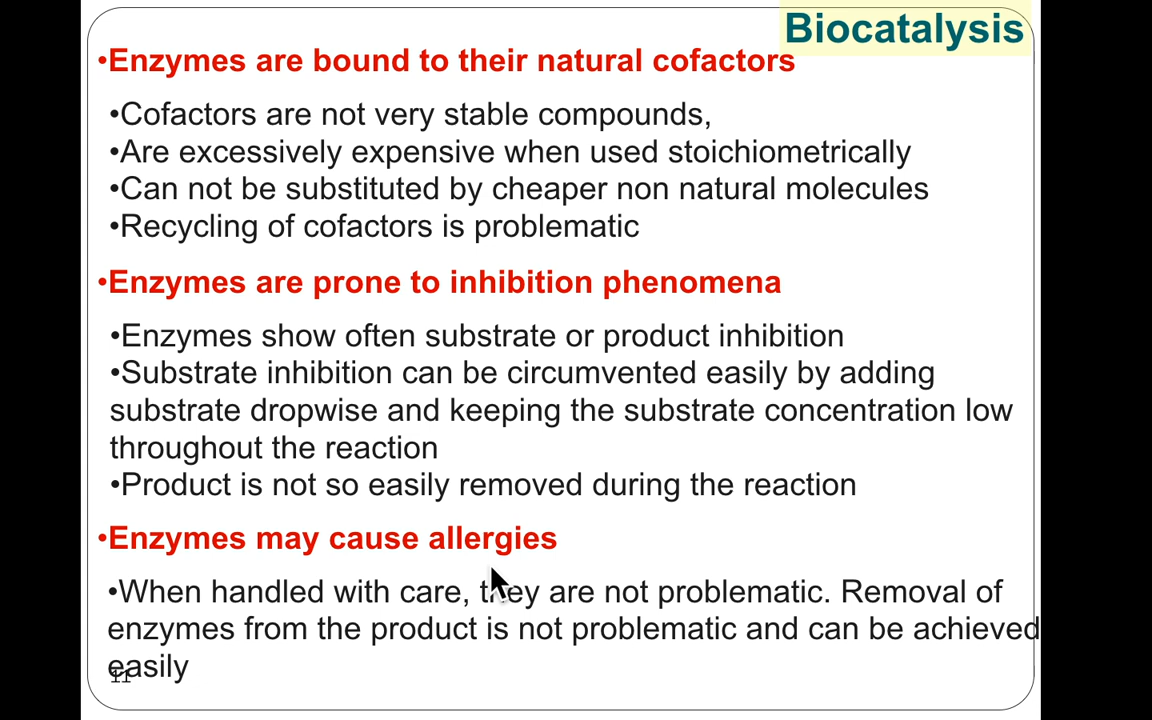 Biocatalysis
•Enzymes are bound to their natural cofactors
•Cofactors are not very stable compounds,
•Are excessively expensive when used stoichiometrically
•Can not be substituted by cheaper non natural molecules
•Recycling of cofactors is problematic
•Enzymes are prone to inhibition phenomena
•Enzymes show often substrate or product inhibition
•Substrate inhibition can be circumvented easily by adding
substrate dropwise and keeping the substrate concentration low
throughout the reaction
•Product is not so easily removed during the reaction
•Enzymes may cause allergies
•When handled with care, they are not problematic. Removal of
enzymes from the product is not problematic and can be achieved
easily
11